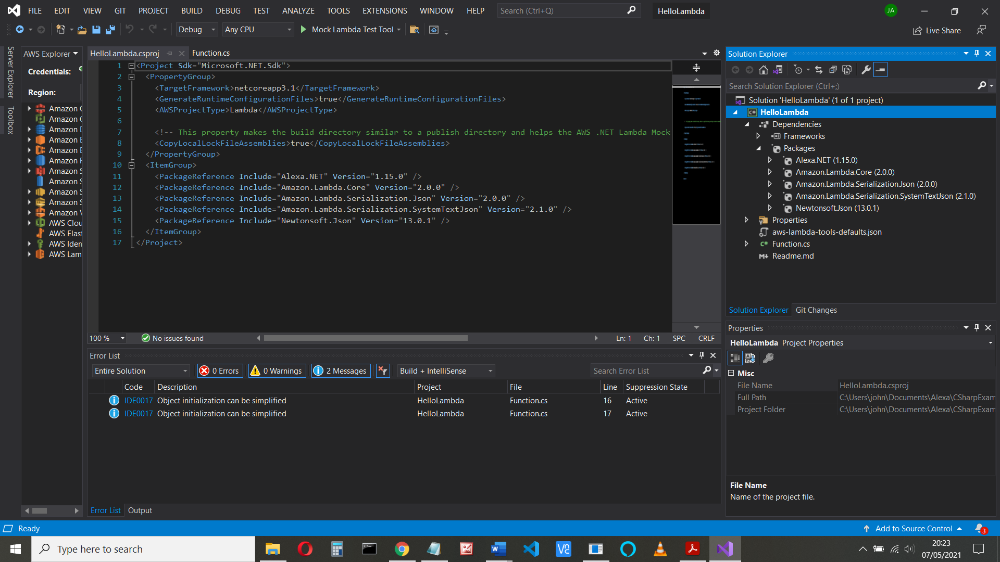 FILE EDIT VIEW GIT PROJECT BUILD DEBUG TEST ANALYZE TOOLS EXTENSIONS WINDOW HELP Search (Ctrl+Q) HelloLambda JA
Debug Any CPU Mock Lambda Test Tool Live Share
Server Explorer
Toolbox
AWS Explorer
Credentials:
Region:
Amazon C
Amazon C
Amazon D
Amazon E
Amazon E
Amazon R
Amazon S
Amazon S
Amazon S
Amazon S
Amazon V
AWS Clou
AWS Elast
AWS Iden
AWS Lam
HelloLambda.csproj Function.cs
1 <Project Sdk="Microsoft.NET.Sdk">
2 <PropertyGroup>
3 <TargetFramework>netcoreapp3.1</TargetFramework>
4 <GenerateRuntimeConfigurationFiles>true</GenerateRuntimeConfigurationFiles>
5 <AWSProjectType>Lambda</AWSProjectType>
6
7 <!-- This property makes the build directory similar to a publish directory and helps the AWS .NET Lambda Mock
8 <CopyLocalLockFileAssemblies>true</CopyLocalLockFileAssemblies>
9 </PropertyGroup>
10 <ItemGroup>
11 <PackageReference Include="Alexa.NET" Version="1.15.0" />
12 <PackageReference Include="Amazon.Lambda.Core" Version="2.0.0" />
13 <PackageReference Include="Amazon.Lambda.Serialization.Json" Version="2.0.0" />
14 <PackageReference Include="Amazon.Lambda.Serialization.SystemTextJson" Version="2.1.0" />
15 <PackageReference Include="Newtonsoft.Json" Version="13.0.1" />
16 </ItemGroup>
17 </Project>
100 % No issues found Ln: 1 Ch: 1 SPC CRLF
Error List
Entire Solution 0 Errors 0 Warnings 2 Messages Build + IntelliSense Search Error List
Code Description Project File Line Suppression State
IDE0017 Object initialization can be simplified HelloLambda Function.cs 16 Active
IDE0017 Object initialization can be simplified HelloLambda Function.cs 17 Active
Error List Output
Solution Explorer
Search Solution Explorer (Ctrl+;)
Solution 'HelloLambda' (1 of 1 project)
C# HelloLambda
Dependencies
Frameworks
Packages
Alexa.NET (1.15.0)
Amazon.Lambda.Core (2.0.0)
Amazon.Lambda.Serialization.Json (2.0.0)
Amazon.Lambda.Serialization.SystemTextJson (2.1.0)
Newtonsoft.Json (13.0.1)
Properties
aws-lambda-tools-defaults.json
C# Function.cs
Readme.md
Solution Explorer Git Changes
Properties
HelloLambda Project Properties
Misc
File Name HelloLambda.csproj
Full Path C:\Users\john\Documents\Alexa\CSharpExam
Project Folder C:\Users\john\Documents\Alexa\CSharpExam
File Name
Name of the project file.
Ready Add to Source Control 3
Type here to search 20:23
07/05/2021